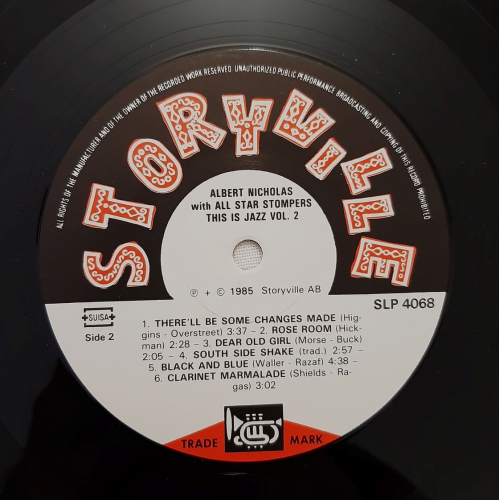 ALL RIGHTS OF THE MANUFACTURER AND OF THE OWNER OF THE RECORDED WORK RESERVED. UNAUTHORIZED PUBLIC PERFORMANCE BROADCASTING AND COPYING OF THIS RECORD PROHIBITED
STORYVILLE
ALBERT NICHOLAS
with ALL STAR STOMPERS
THIS IS JAZZ VOL. 2
℗ + © 1985 Storyville AB
SLP 4068
SUISA
Side 2
1. THERE'LL BE SOME CHANGES MADE (Hig-
gins - Overstreet) 3:37 – 2. ROSE ROOM (Hick-
man) 2:28 – 3. DEAR OLD GIRL (Morse - Buck)
2:05 – 4. SOUTH SIDE SHAKE (trad.) 2:57 –
5. BLACK AND BLUE (Waller - Razaf) 4:38 –
6. CLARINET MARMALADE (Shields - Ra-
gas) 3:02
TRADE MARK